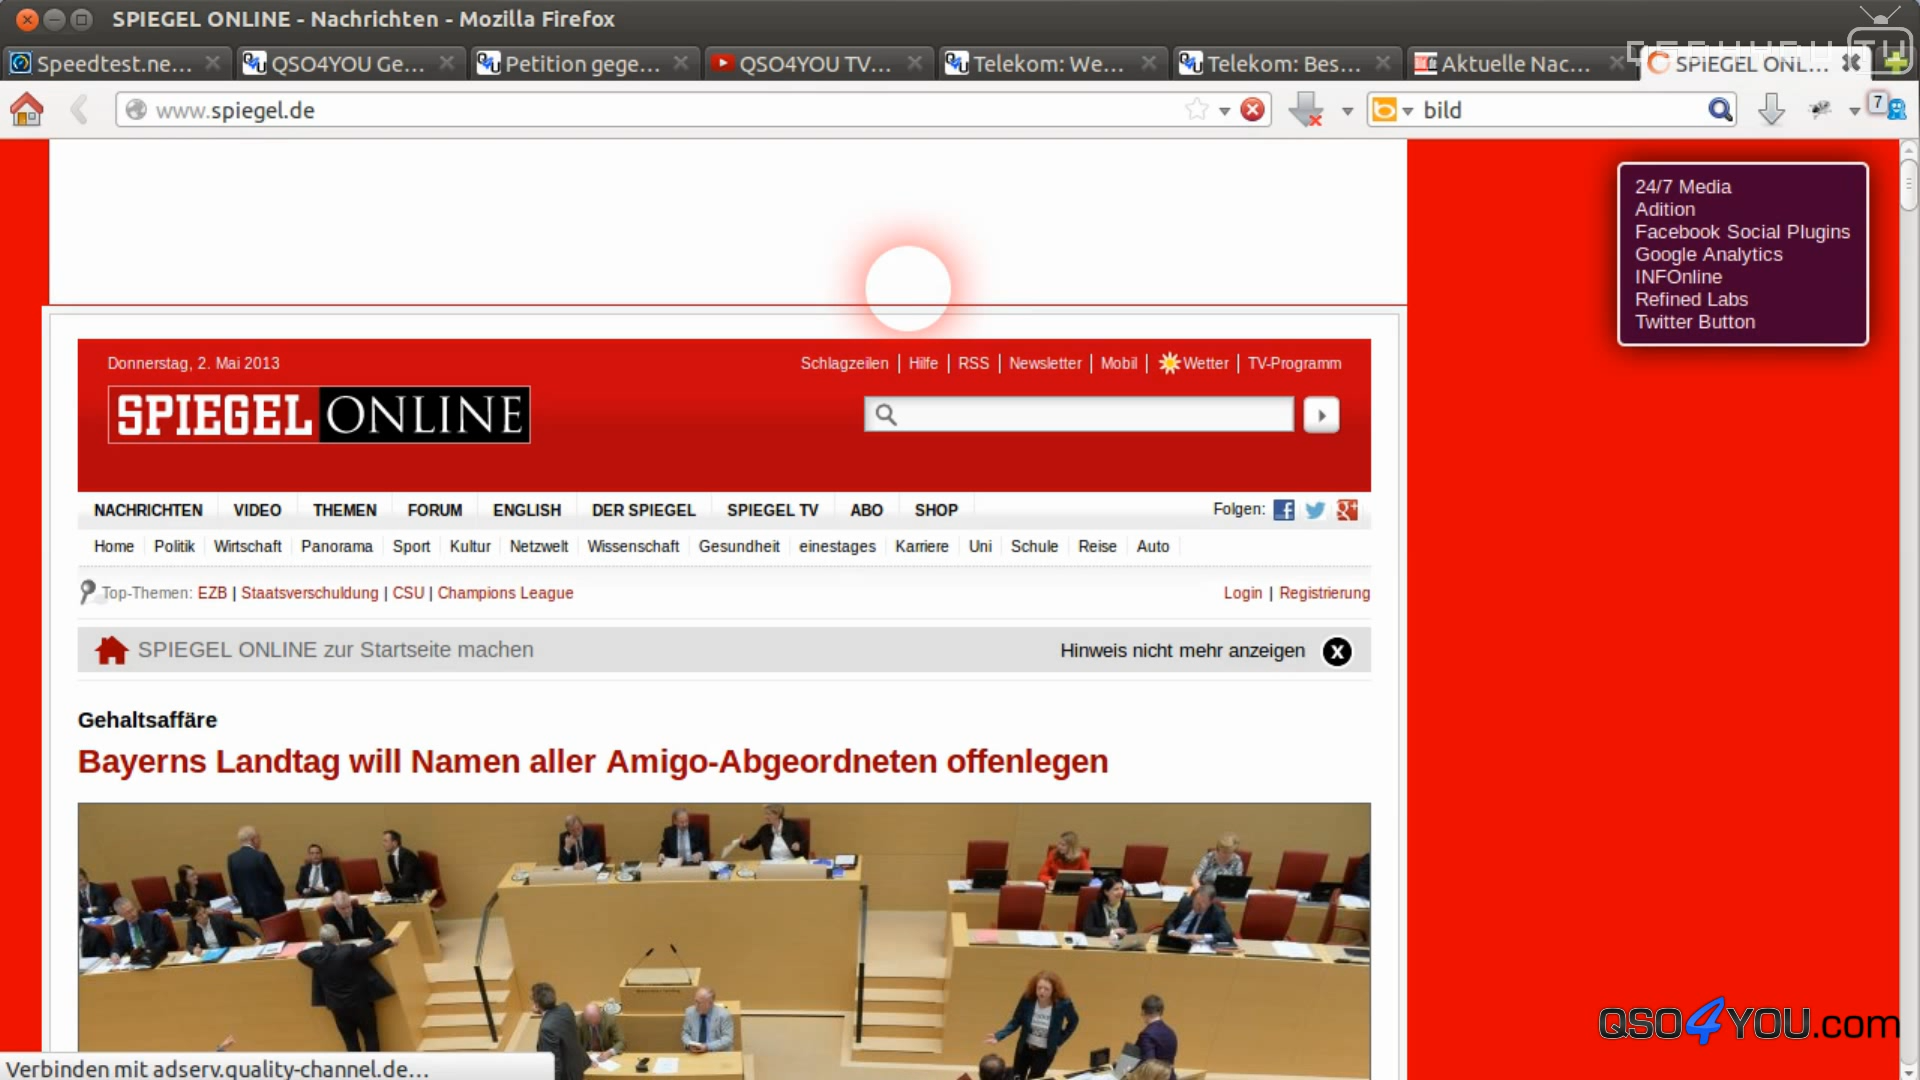 SPIEGEL ONLINE - Nachrichten - Mozilla Firefox
Speedtest.ne... QSO4YOU Ge... Petition gege... QSO4YOU TV... Telekom: We... Telekom: Bes... Aktuelle Nac... SPIEGEL ONL...
QSO4YOU TV
www.spiegel.de bild 7
24/7 Media
Adition
Facebook Social Plugins
Google Analytics
INFOnline
Refined Labs
Twitter Button
Donnerstag, 2. Mai 2013 Schlagzeilen | Hilfe | RSS | Newsletter | Mobil | Wetter | TV-Programm
SPIEGEL ONLINE
NACHRICHTEN VIDEO THEMEN FORUM ENGLISH DER SPIEGEL SPIEGEL TV ABO SHOP Folgen:
Home Politik Wirtschaft Panorama Sport Kultur Netzwelt Wissenschaft Gesundheit einestages Karriere Uni Schule Reise Auto
Top-Themen: EZB | Staatsverschuldung | CSU | Champions League Login | Registrierung
SPIEGEL ONLINE zur Startseite machen Hinweis nicht mehr anzeigen X
Gehaltsaffäre
Bayerns Landtag will Namen aller Amigo-Abgeordneten offenlegen
QSO4YOU.com
Verbinden mit adserv.quality-channel.de...